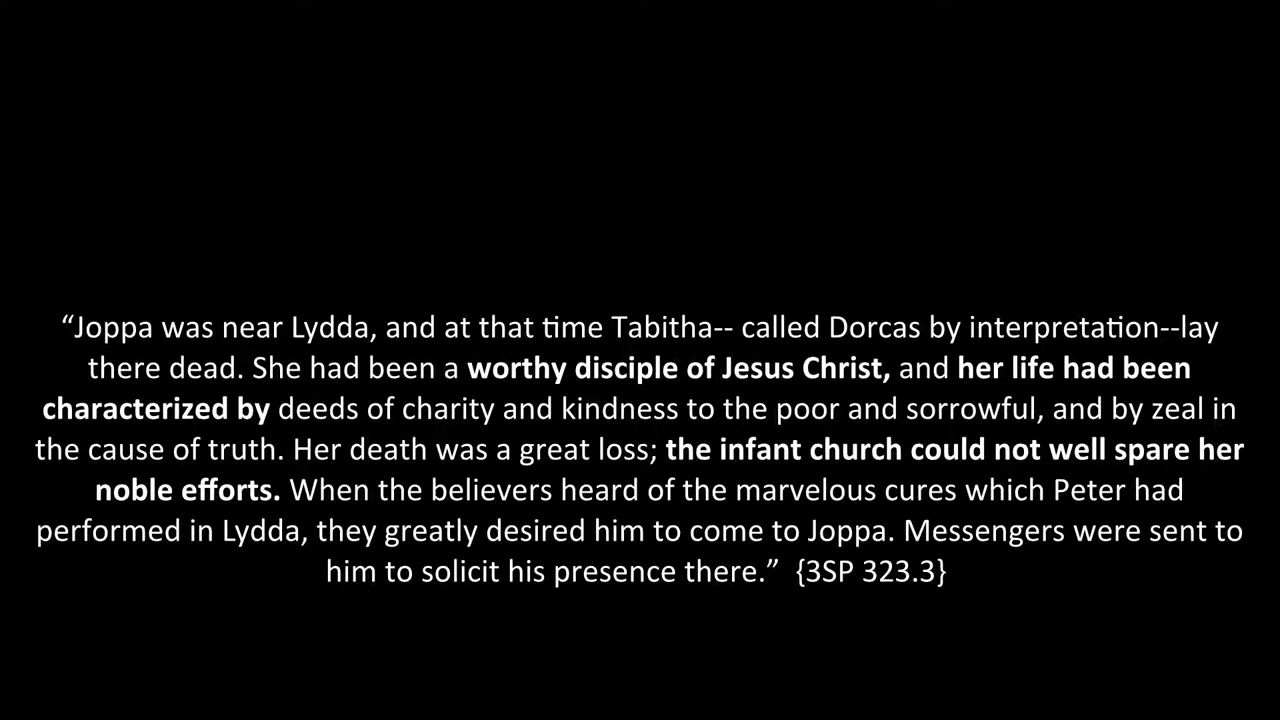 “Joppa was near Lydda, and at that time Tabitha-- called Dorcas by interpretation--lay
there dead. She had been a worthy disciple of Jesus Christ, and her life had been
characterized by deeds of charity and kindness to the poor and sorrowful, and by zeal in
the cause of truth. Her death was a great loss; the infant church could not well spare her
noble efforts. When the believers heard of the marvelous cures which Peter had
performed in Lydda, they greatly desired him to come to Joppa. Messengers were sent to
him to solicit his presence there.” {3SP 323.3}